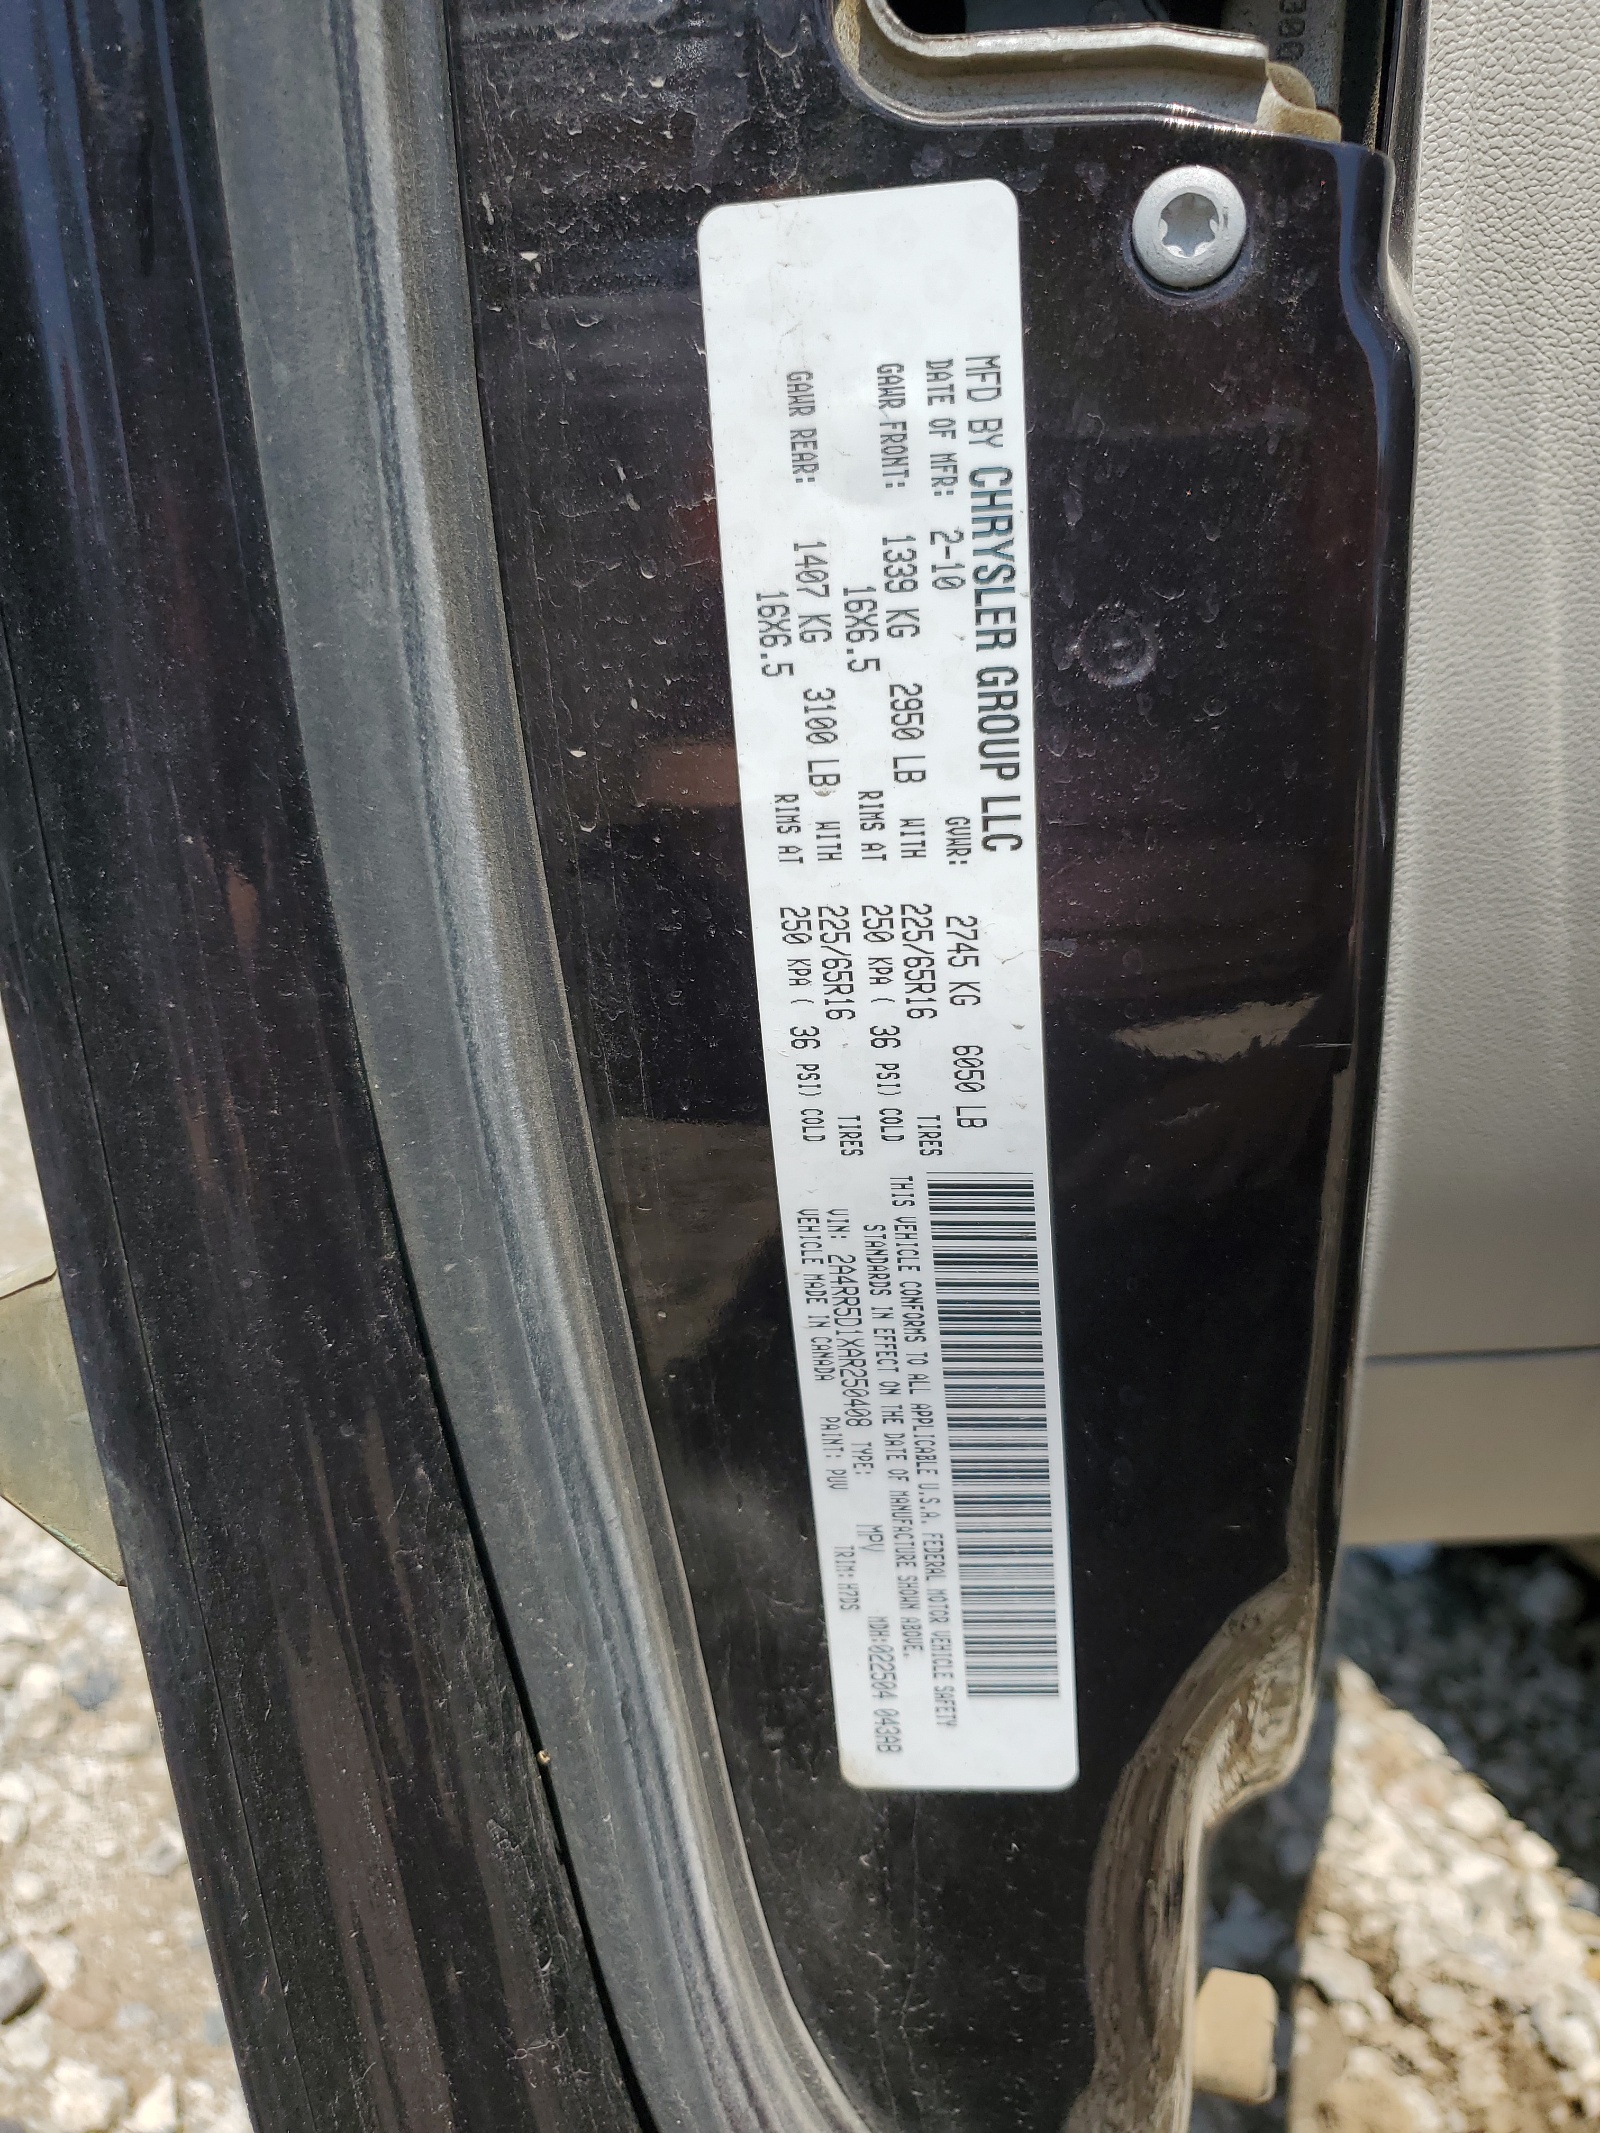 MFD BY CHRYSLER GROUP LLC
DATE OF MFR: 2-10 GVWR: 2745 KG 6050 LB
GAWR FRONT: 1339 KG 2950 LB WITH 225/65R16 TIRES
16X6.5 RIMS AT 250 KPA ( 36 PSI) COLD
GAWR REAR: 1407 KG 3100 LB WITH 225/65R16 TIRES
16X6.5 RIMS AT 250 KPA ( 36 PSI) COLD
THIS VEHICLE CONFORMS TO ALL APPLICABLE U.S.A. FEDERAL MOTOR VEHICLE SAFETY
STANDARDS IN EFFECT ON THE DATE OF MANUFACTURE SHOWN ABOVE.
VIN: 2A4RR5D1XAR250408 TYPE: MPV MDH:022504 043AB
VEHICLE MADE IN CANADA PAINT: PUV TRIM:H7DS